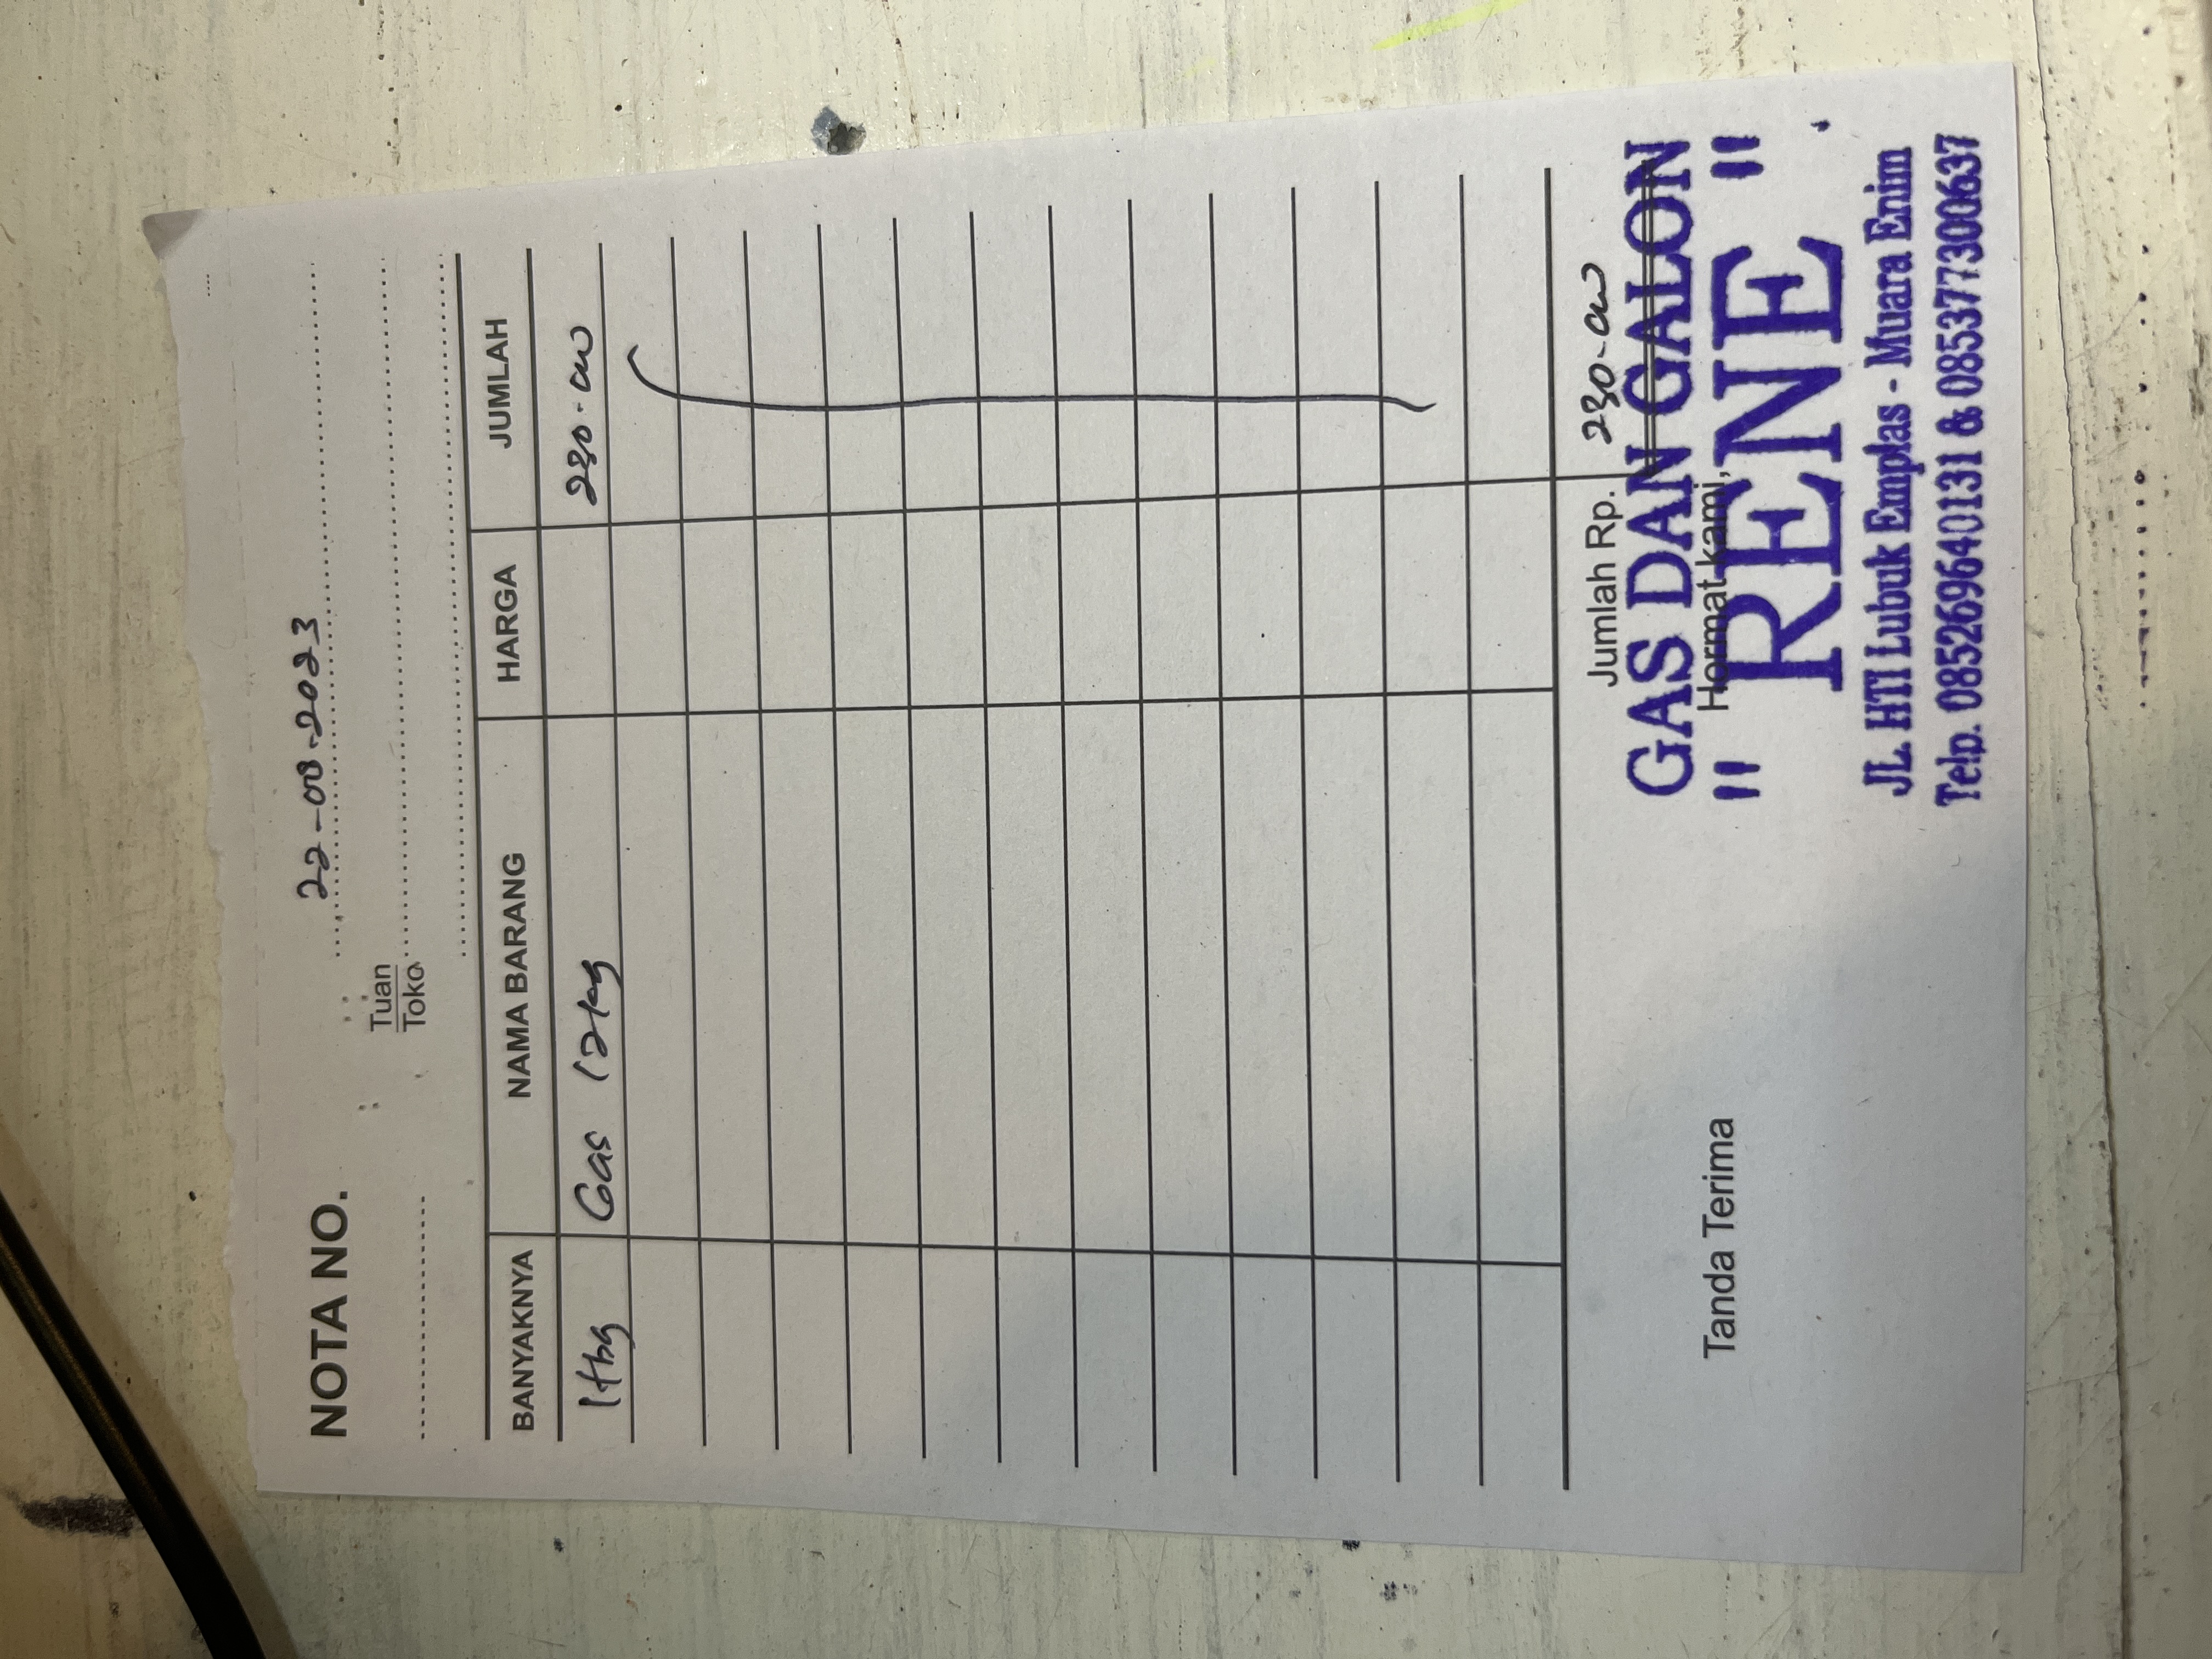 NOTA NO.
22-08-2023
Tuan
Toko
BANYAKNYA NAMA BARANG HARGA JUMLAH
1 tbg Gas 12 kg 230.000
Jumlah Rp. 230.000
Tanda Terima Hormat kami,
GAS DAN GALON
" RENE "
JL. HTI Lubuk Emplas - Muara Enim
Telp. 085269640131 & 085377300637